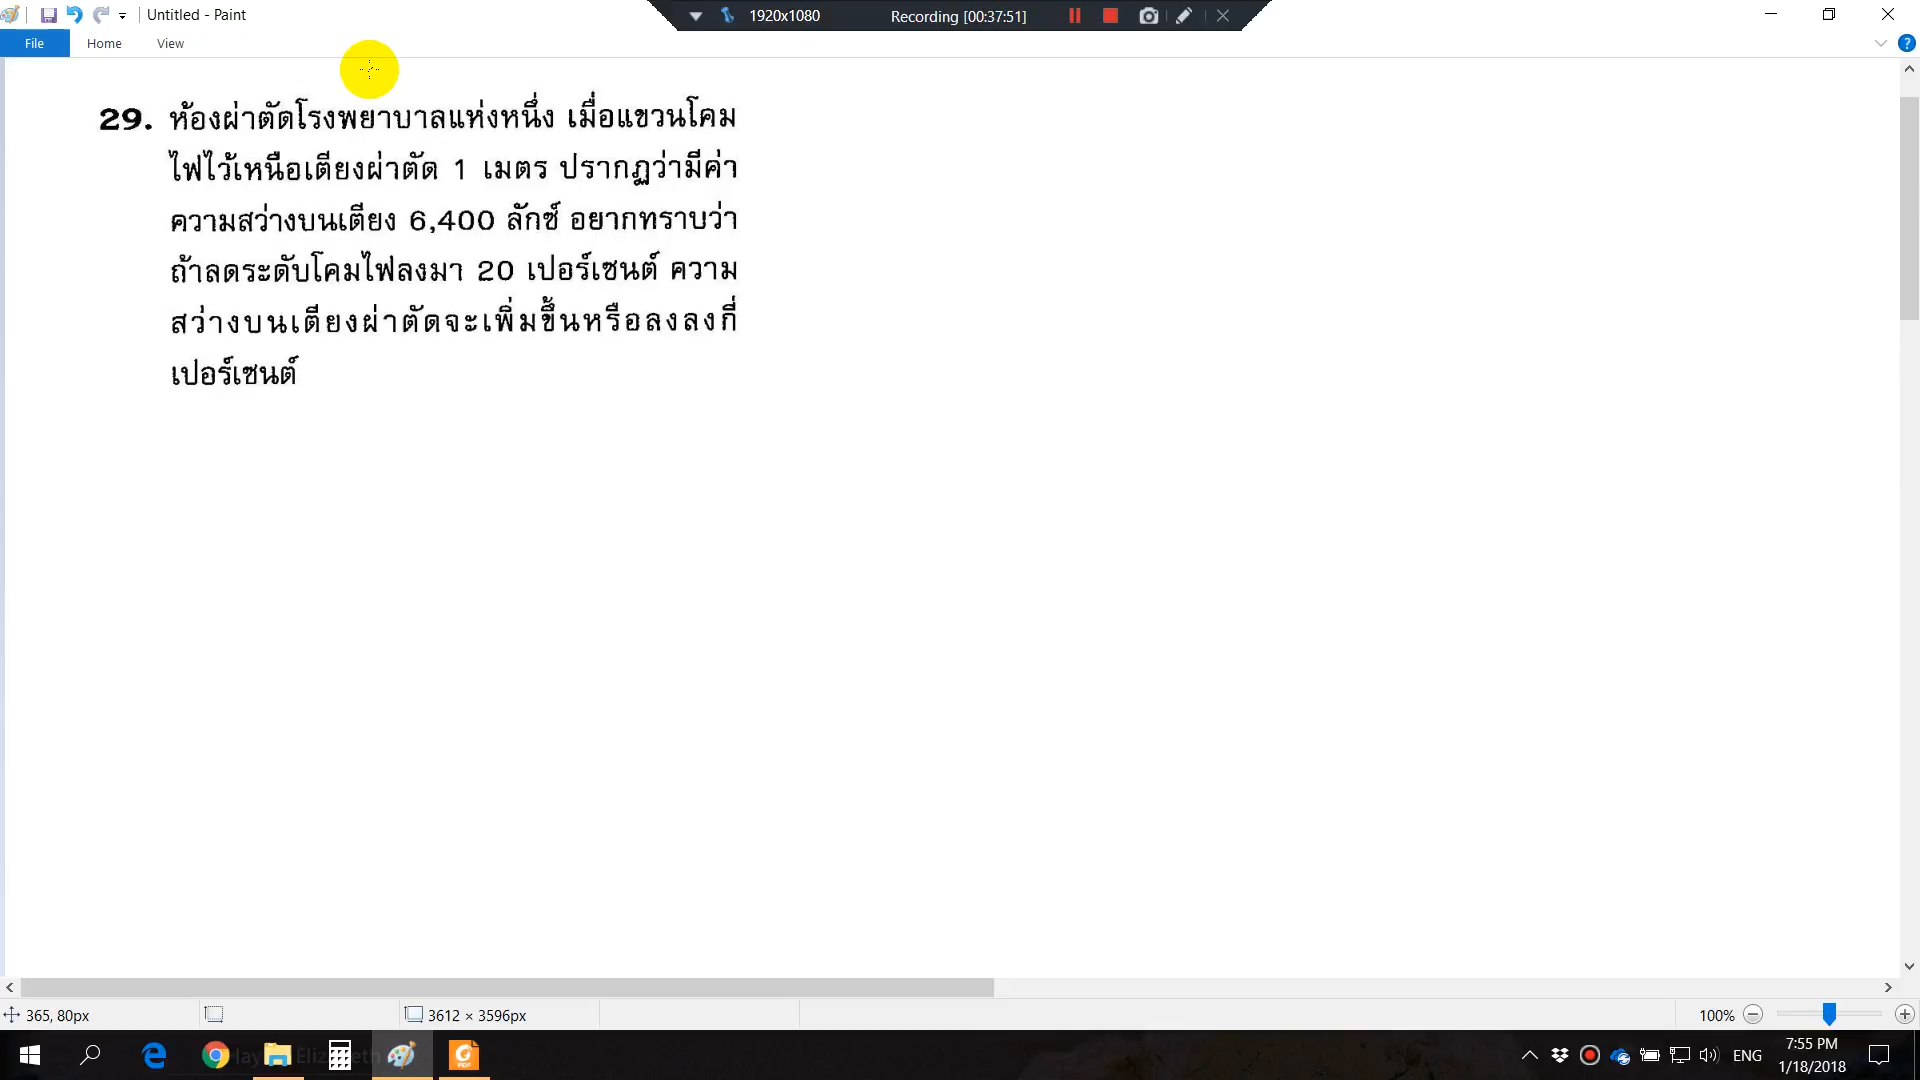 Untitled - Paint
1920x1080
Recording [00:37:51]
File
Home
View
29. ห้องผ่าตัดโรงพยาบาลแห่งหนึ่ง เมื่อแขวนโคม
ไฟไว้เหนือเตียงผ่าตัด 1 เมตร ปรากฏว่ามีค่า
ความสว่างบนเตียง 6,400 ลักซ์ อยากทราบว่า
ถ้าลดระดับโคมไฟลงมา 20 เปอร์เซนต์ ความ
สว่างบนเตียงผ่าตัดจะเพิ่มขึ้นหรือลงลงกี่
เปอร์เซนต์
365, 80px
3612 × 3596px
100%
ENG
7:55 PM
1/18/2018